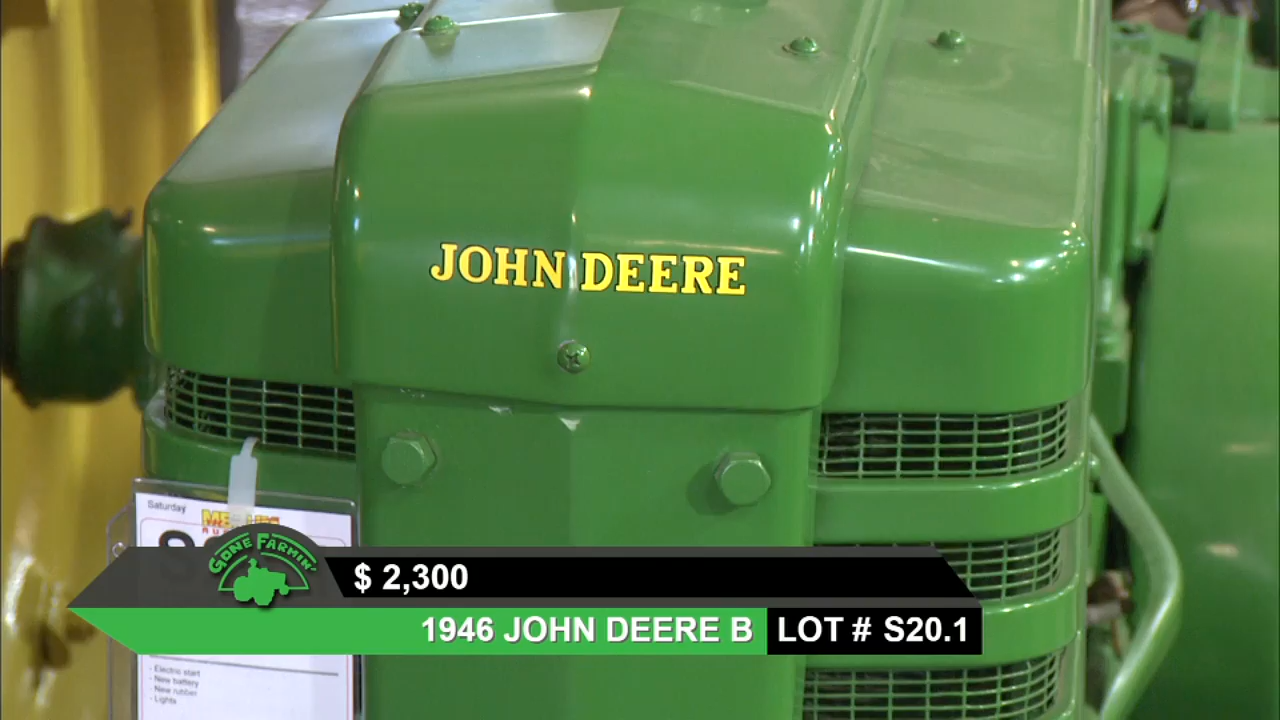 JOHN DEERE
Saturday
GONE FARMIN'
$ 2,300
1946 JOHN DEERE B
LOT # S20.1
- Electric start
- New battery
- New rubber
- Lights